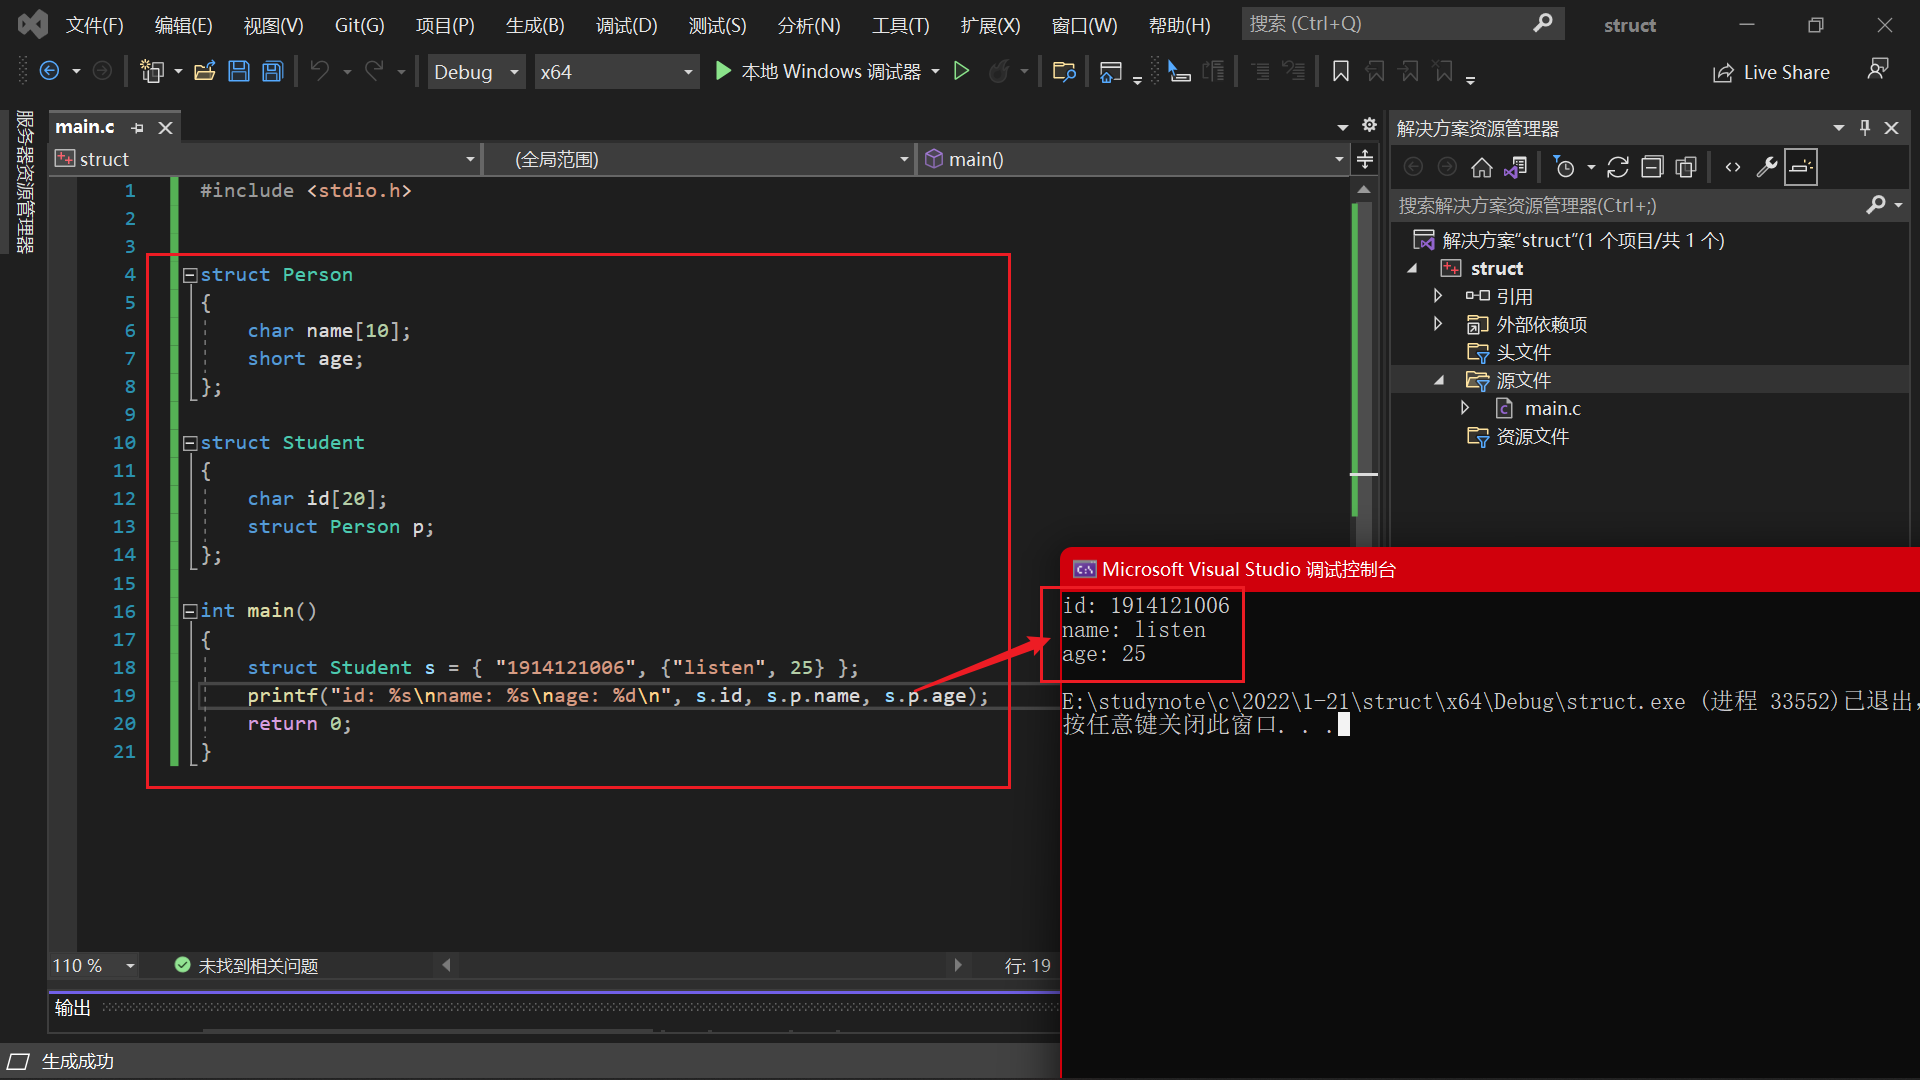 文件(F) 编辑(E) 视图(V) Git(G) 项目(P) 生成(B) 调试(D) 测试(S) 分析(N) 工具(T) 扩展(X) 窗口(W) 帮助(H) 搜索 (Ctrl+Q) struct
Debug x64 本地 Windows 调试器 Live Share
服务器资源管理器
main.c
struct (全局范围) main()
1 #include <stdio.h>
2
3
4 struct Person
5 {
6 char name[10];
7 short age;
8 };
9
10 struct Student
11 {
12 char id[20];
13 struct Person p;
14 };
15
16 int main()
17 {
18 struct Student s = { "1914121006", {"listen", 25} };
19 printf("id: %s\nname: %s\nage: %d\n", s.id, s.p.name, s.p.age);
20 return 0;
21 }
110 % 未找到相关问题 行: 19
输出
生成成功
解决方案资源管理器
搜索解决方案资源管理器(Ctrl+;)
解决方案“struct”(1 个项目/共 1 个)
struct
引用
外部依赖项
头文件
源文件
main.c
资源文件
Microsoft Visual Studio 调试控制台
id: 1914121006
name: listen
age: 25
E:\studynote\c\2022\1-21\struct\x64\Debug\struct.exe (进程 33552)已退出，
按任意键关闭此窗口. . .